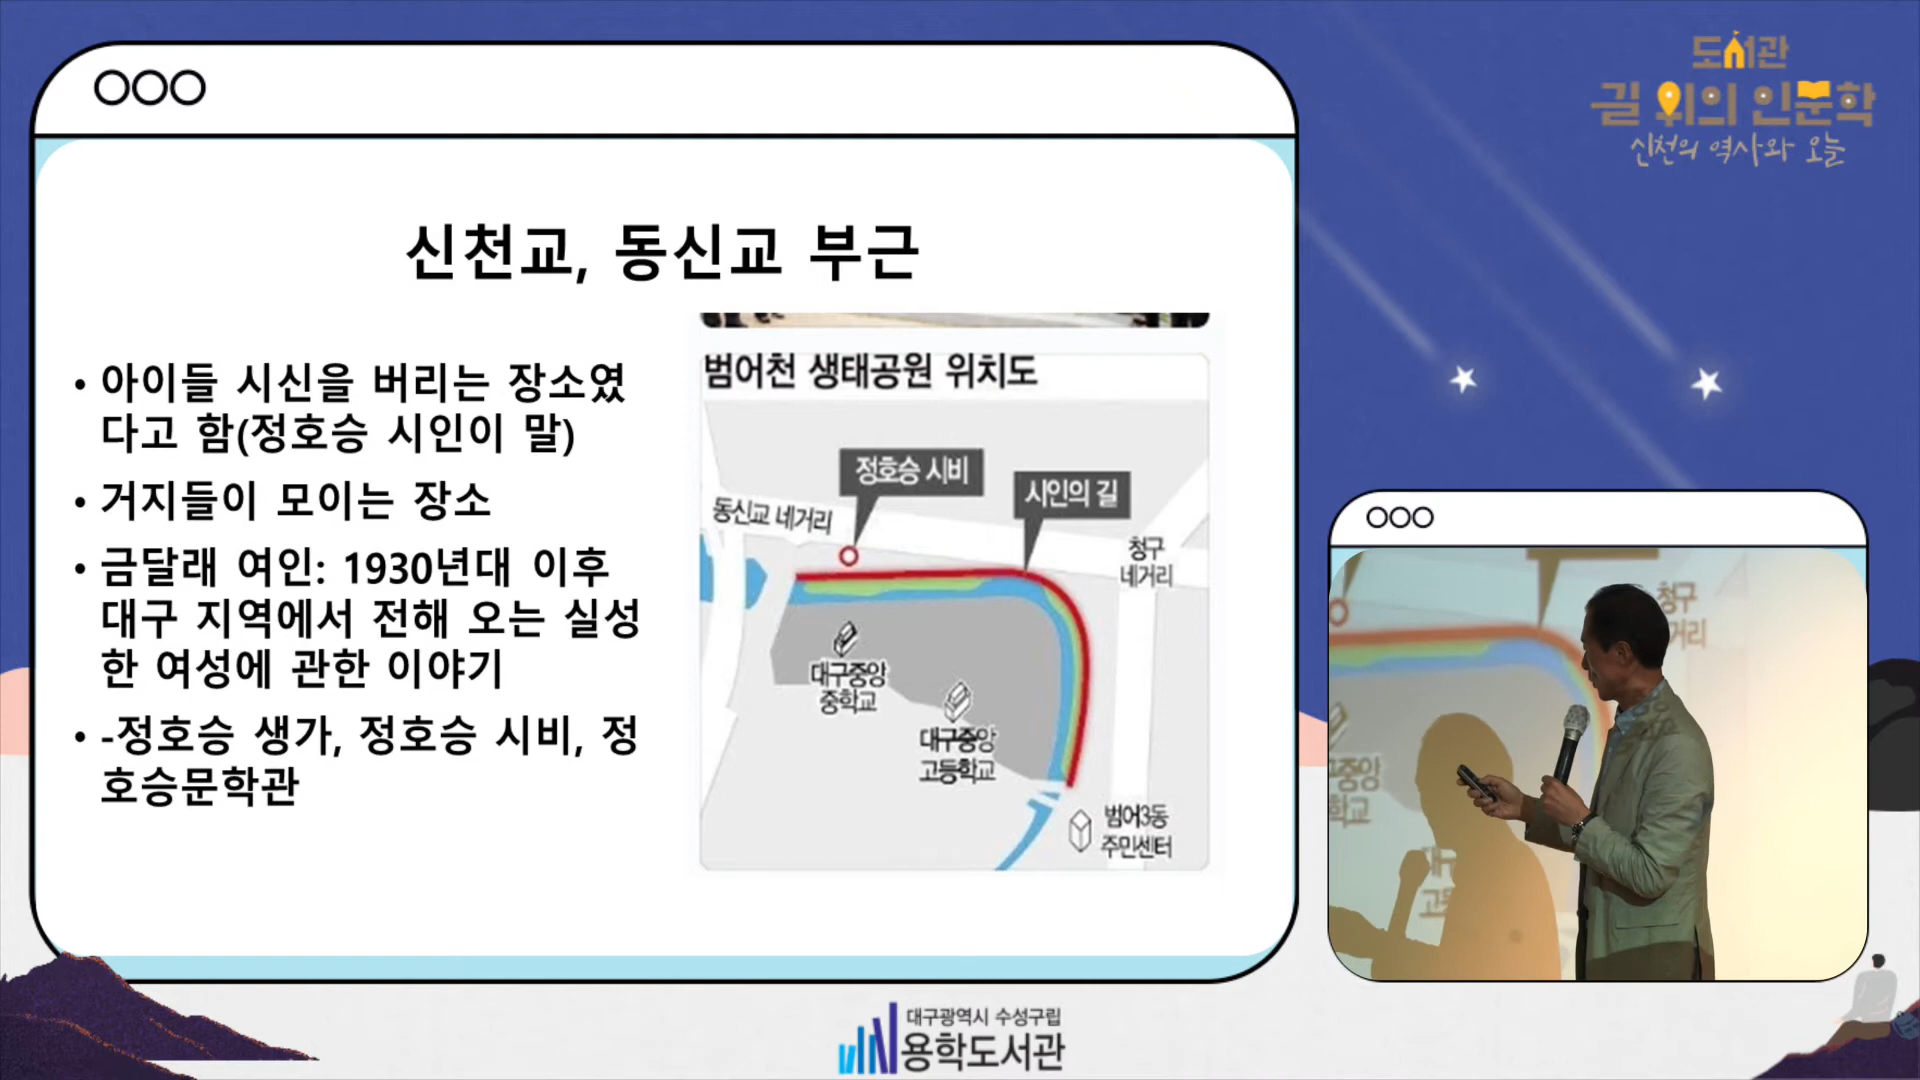 도서관
길 위의 인문학
신천의 역사와 오늘
신천교, 동신교 부근
• 아이들 시신을 버리는 장소였
다고 함(정호승 시인이 말)
• 거지들이 모이는 장소
• 금달래 여인: 1930년대 이후
대구 지역에서 전해 오는 실성
한 여성에 관한 이야기
• -정호승 생가, 정호승 시비, 정
호승문학관
범어천 생태공원 위치도
정호승 시비
시인의 길
동신교 네거리
청구
네거리
대구중앙
중학교
대구중앙
고등학교
범어3동
주민센터
청구
거리
중앙
학교
대구광역시 수성구립
용학도서관